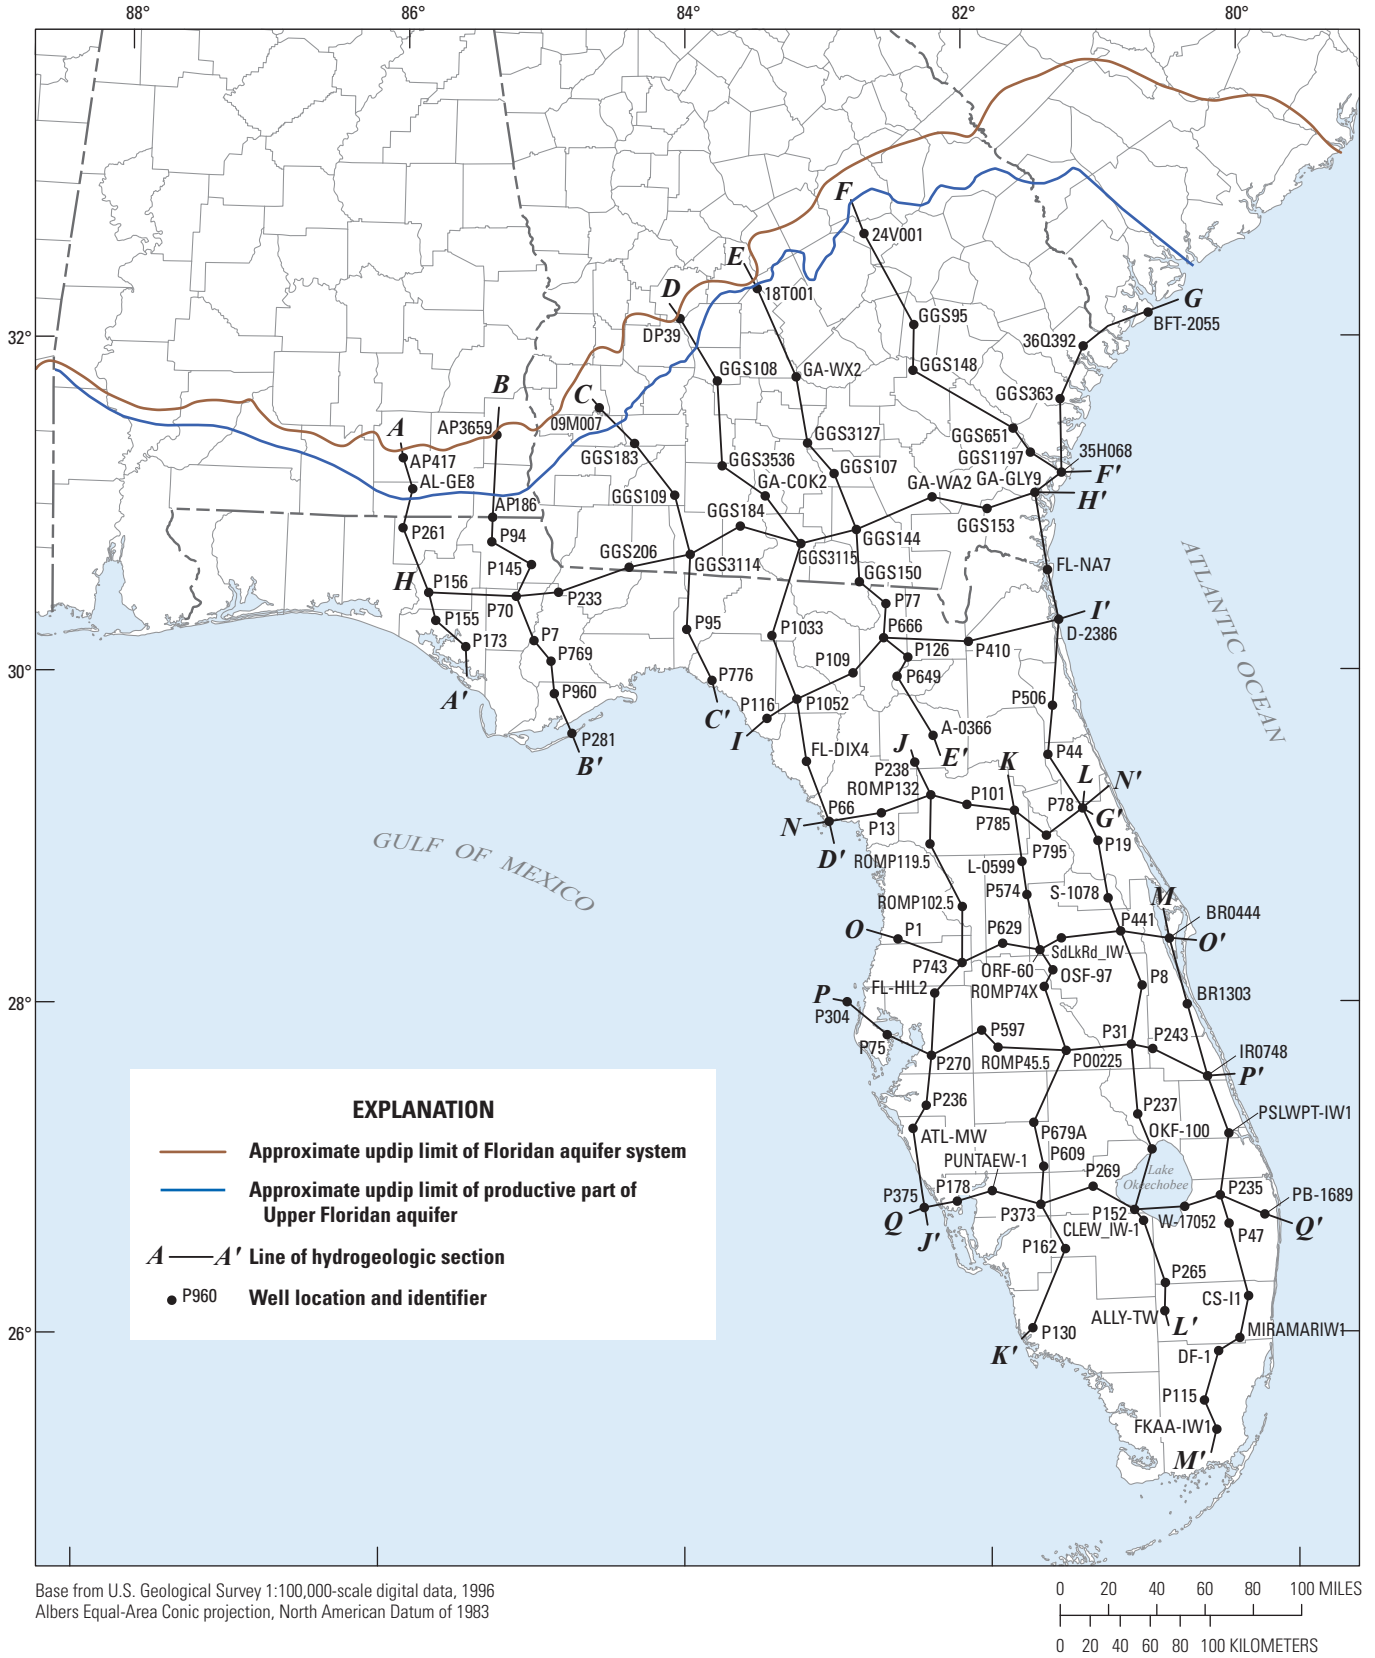 88°
86°
84°
82°
80°
F
24V001
E
18T001
D
DP39
G
BFT-2055
GGS95
36Q392
32°
GGS148
GGS108
GA-WX2
GGS363
B
C
09M007
AP3659
A
GGS183
GGS3127
GGS651
GGS1197
35H068
F'
AP417
AL-GE8
GGS3536
GGS107
GA-COK2
GA-WA2
GA-GLY9
H'
GGS109
AP186
GGS184
GGS153
P261
P94
GGS144
GGS206
GGS3114
GGS3115
P145
FL-NA7
H
P156
P70
P233
GGS150
P77
I'
D-2386
P155
P173
P7
P95
P1033
P666
P126
P410
30°
P769
P109
P649
A'
P960
P776
C'
P116
I
P1052
P506
P281
B'
A-0366
E'
FL-DIX4
J
P238
K
P44
L
N'
ROMP132
P101
P78
G'
N
P66
D'
P13
P785
P795
P19
ROMP119.5
L-0599
P574
S-1078
M
GULF OF MEXICO
ATLANTIC OCEAN
ROMP102.5
O
P1
P629
P441
BR0444
O'
P743
ORF-60
SdLkRd_IW
OSF-97
FL-HIL2
ROMP74X
P8
28°
P
P304
BR1303
P75
P597
P31
P243
P270
ROMP45.5
PO0225
IR0748
P'
P236
P237
PSLWPT-IW1
ATL-MW
P679A
OKF-100
PUNTAEW-1
P609
P269
Lake
Okeechobee
P375
P178
P235
PB-1689
Q
J'
P373
P152
CLEW_IW-1
W-17052
P47
Q'
P162
P265
CS-I1
ALLY-TW
L'
26°
P130
K'
MIRAMARIW1
DF-1
P115
FKAA-IW1
M'
EXPLANATION
Approximate updip limit of Floridan aquifer system
Approximate updip limit of productive part of
Upper Floridan aquifer
A A' Line of hydrogeologic section
P960 Well location and identifier
Base from U.S. Geological Survey 1:100,000-scale digital data, 1996
Albers Equal-Area Conic projection, North American Datum of 1983
0 20 40 60 80 100 MILES
0 20 40 60 80 100 KILOMETERS